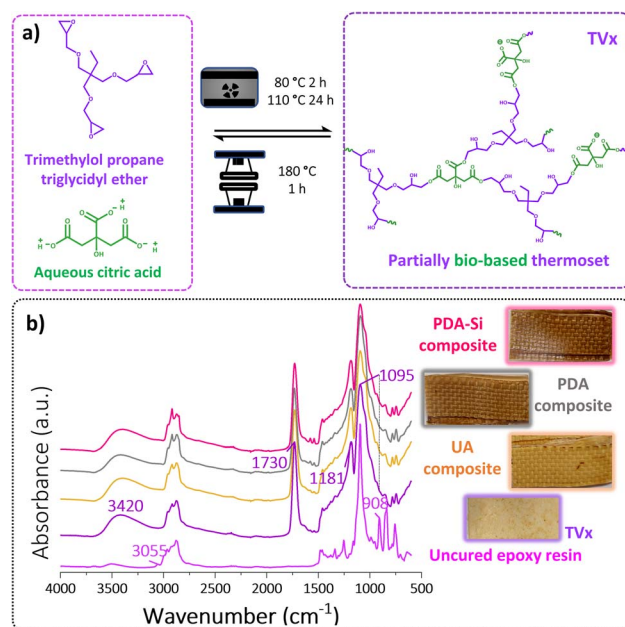 a)
TVx
O
O
O
O
O
O
80 °C 2 h
110 °C 24 h
180 °C
1 h
Trimethylol propane
triglycidyl ether
Aqueous citric acid
Partially bio-based thermoset
b)
Absorbance (a.u.)
3420
3055
1730
1181
1095
908
PDA-Si
composite
PDA
composite
UA
composite
TVx
Uncured epoxy resin
4000
3500
3000
2500
2000
1500
1000
500
Wavenumber (cm⁻¹)